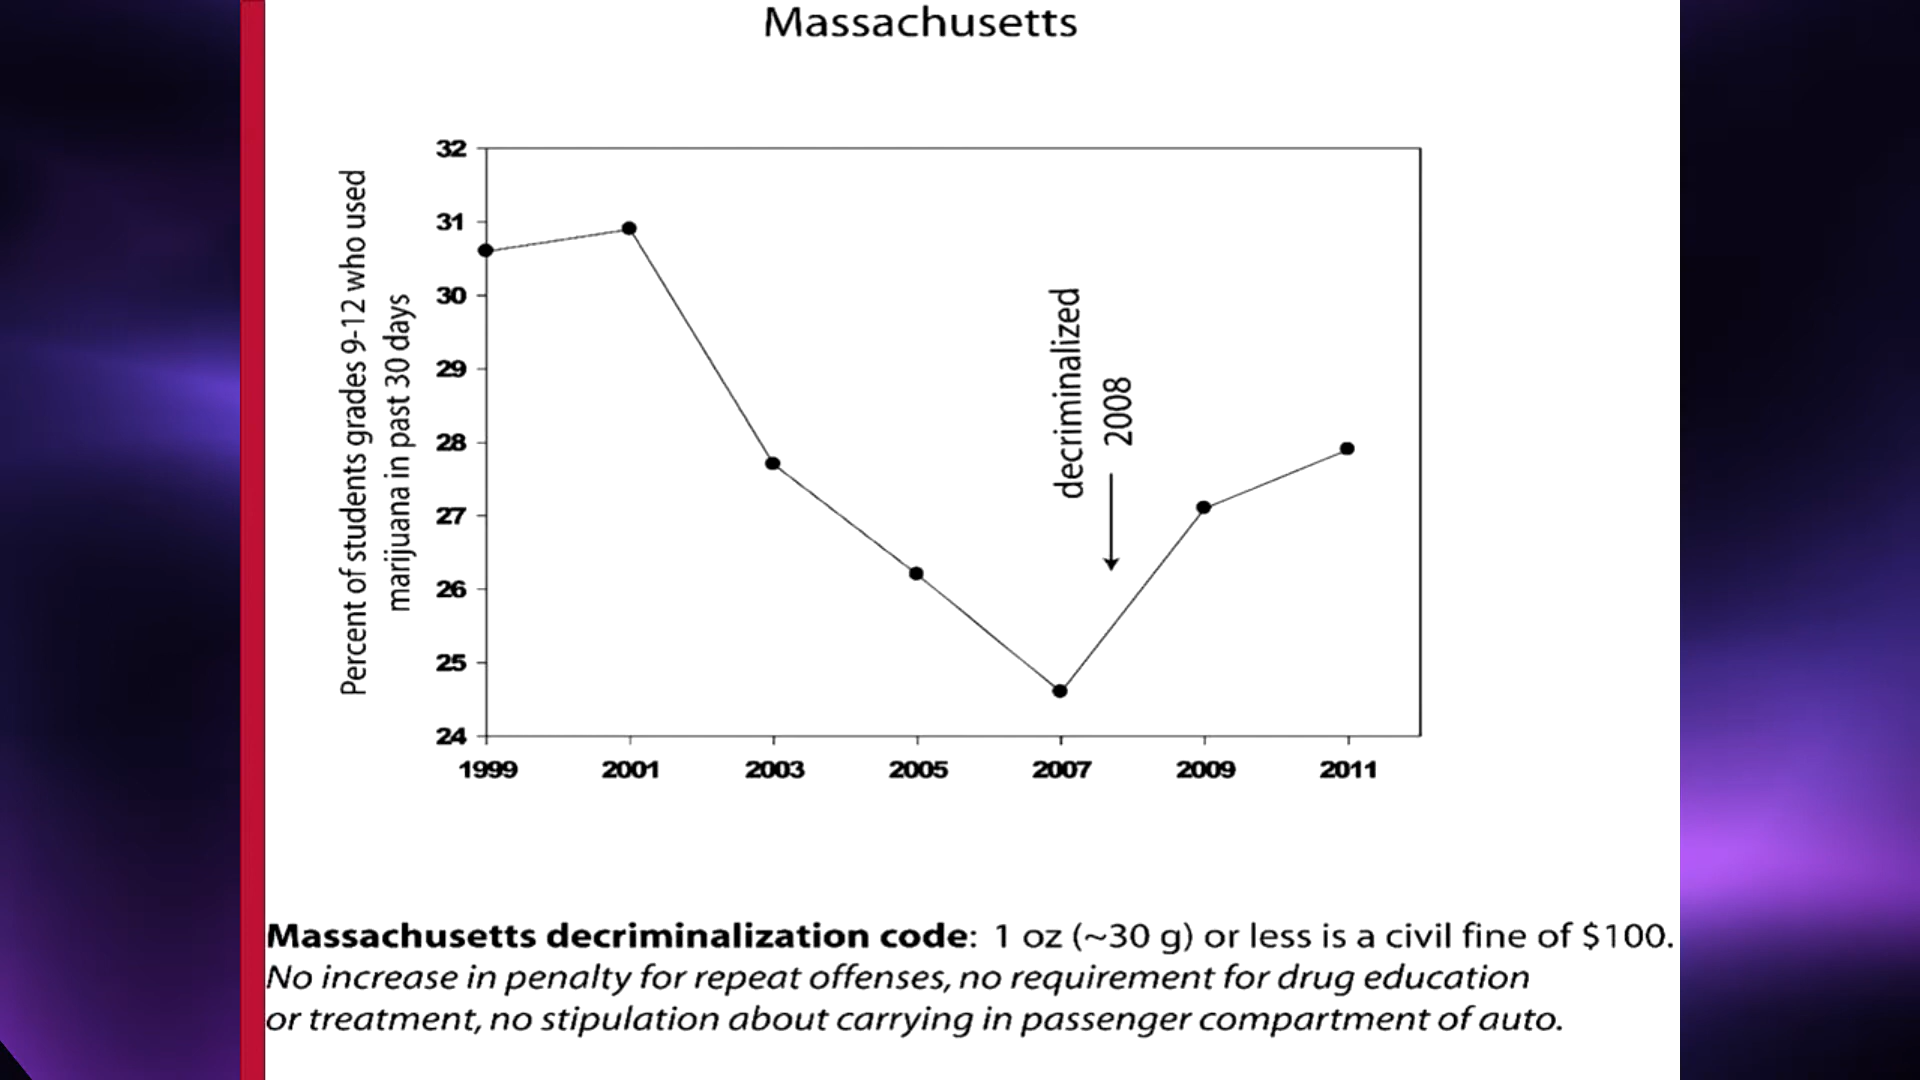 Massachusetts
Percent of students grades 9-12 who used
marijuana in past 30 days
32
31
30
29
28
27
26
25
24
decriminalized
2008
1999 2001 2003 2005 2007 2009 2011
Massachusetts decriminalization code: 1 oz (~30 g) or less is a civil fine of $100.
No increase in penalty for repeat offenses, no requirement for drug education
or treatment, no stipulation about carrying in passenger compartment of auto.